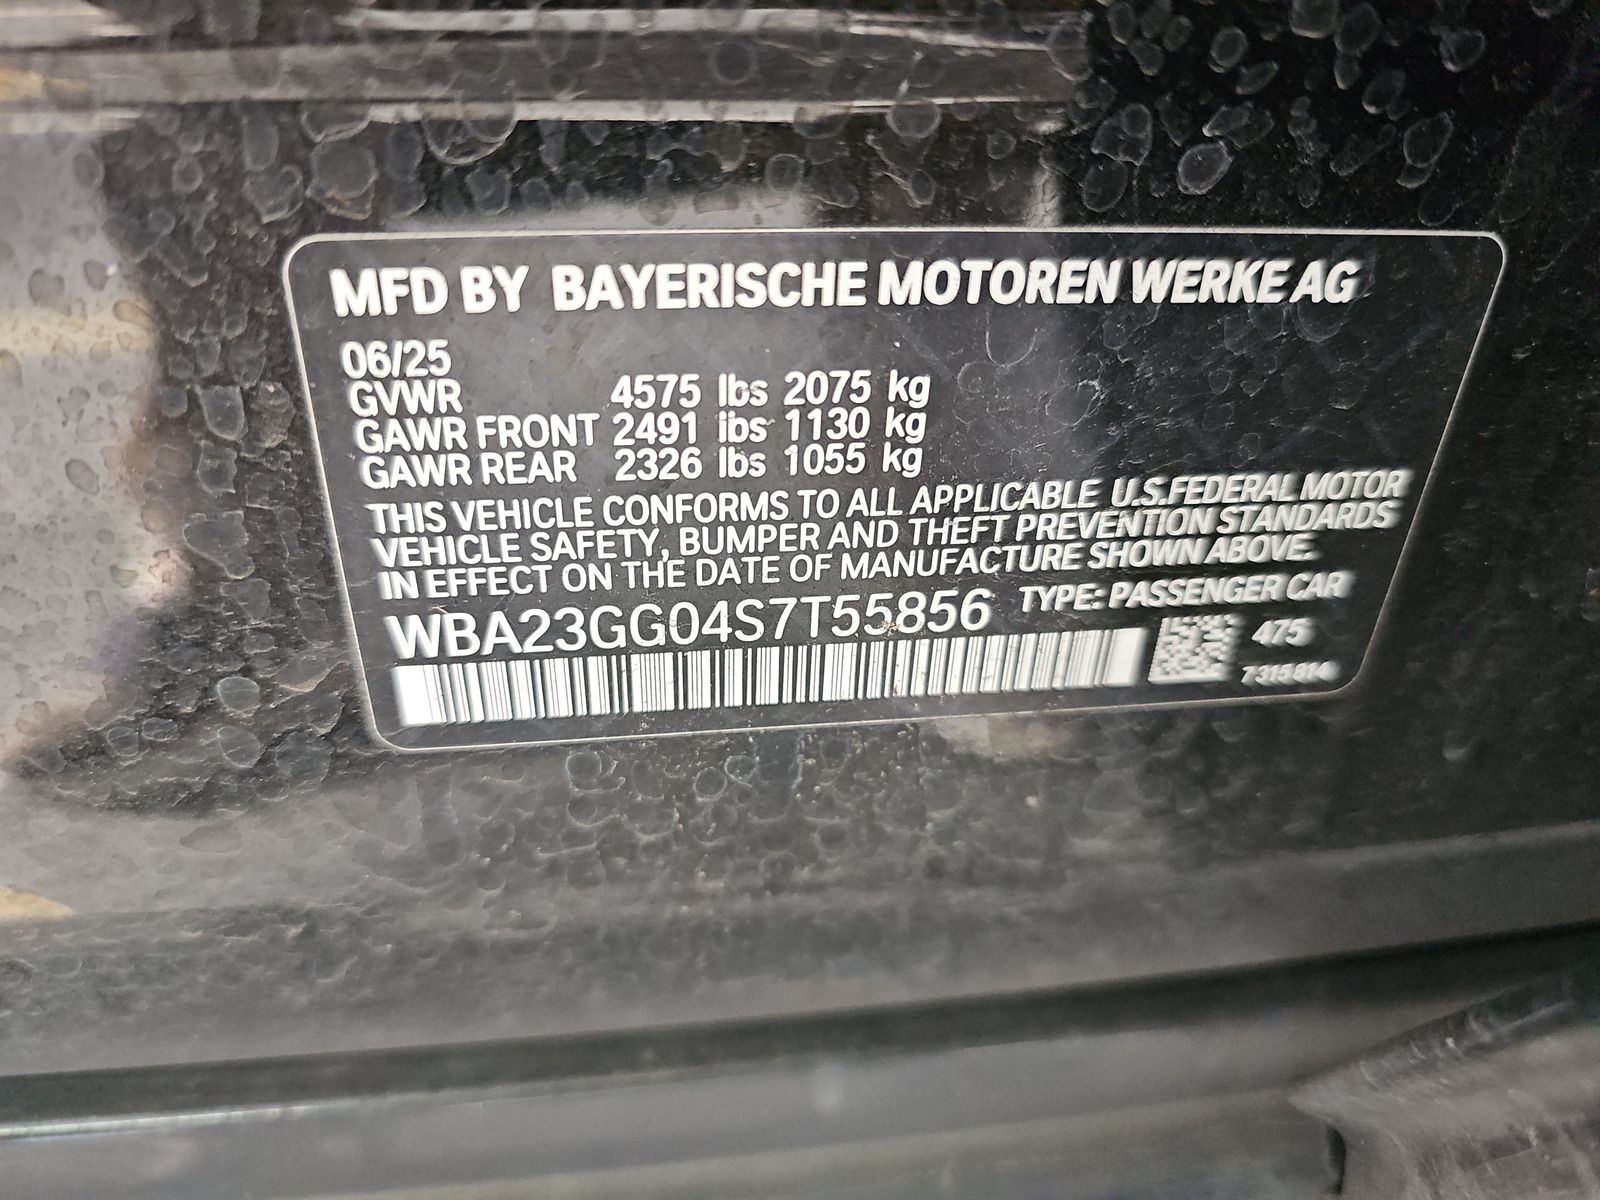 MFD BY BAYERISCHE MOTOREN WERKE AG
06/25
GVWR 4575 lbs 2075 kg
GAWR FRONT 2491 lbs 1130 kg
GAWR REAR 2326 lbs 1055 kg
THIS VEHICLE CONFORMS TO ALL APPLICABLE U.S.FEDERAL MOTOR
VEHICLE SAFETY, BUMPER AND THEFT PREVENTION STANDARDS
IN EFFECT ON THE DATE OF MANUFACTURE SHOWN ABOVE.
WBA23GG04S7T55856 TYPE: PASSENGER CAR
475
7315814